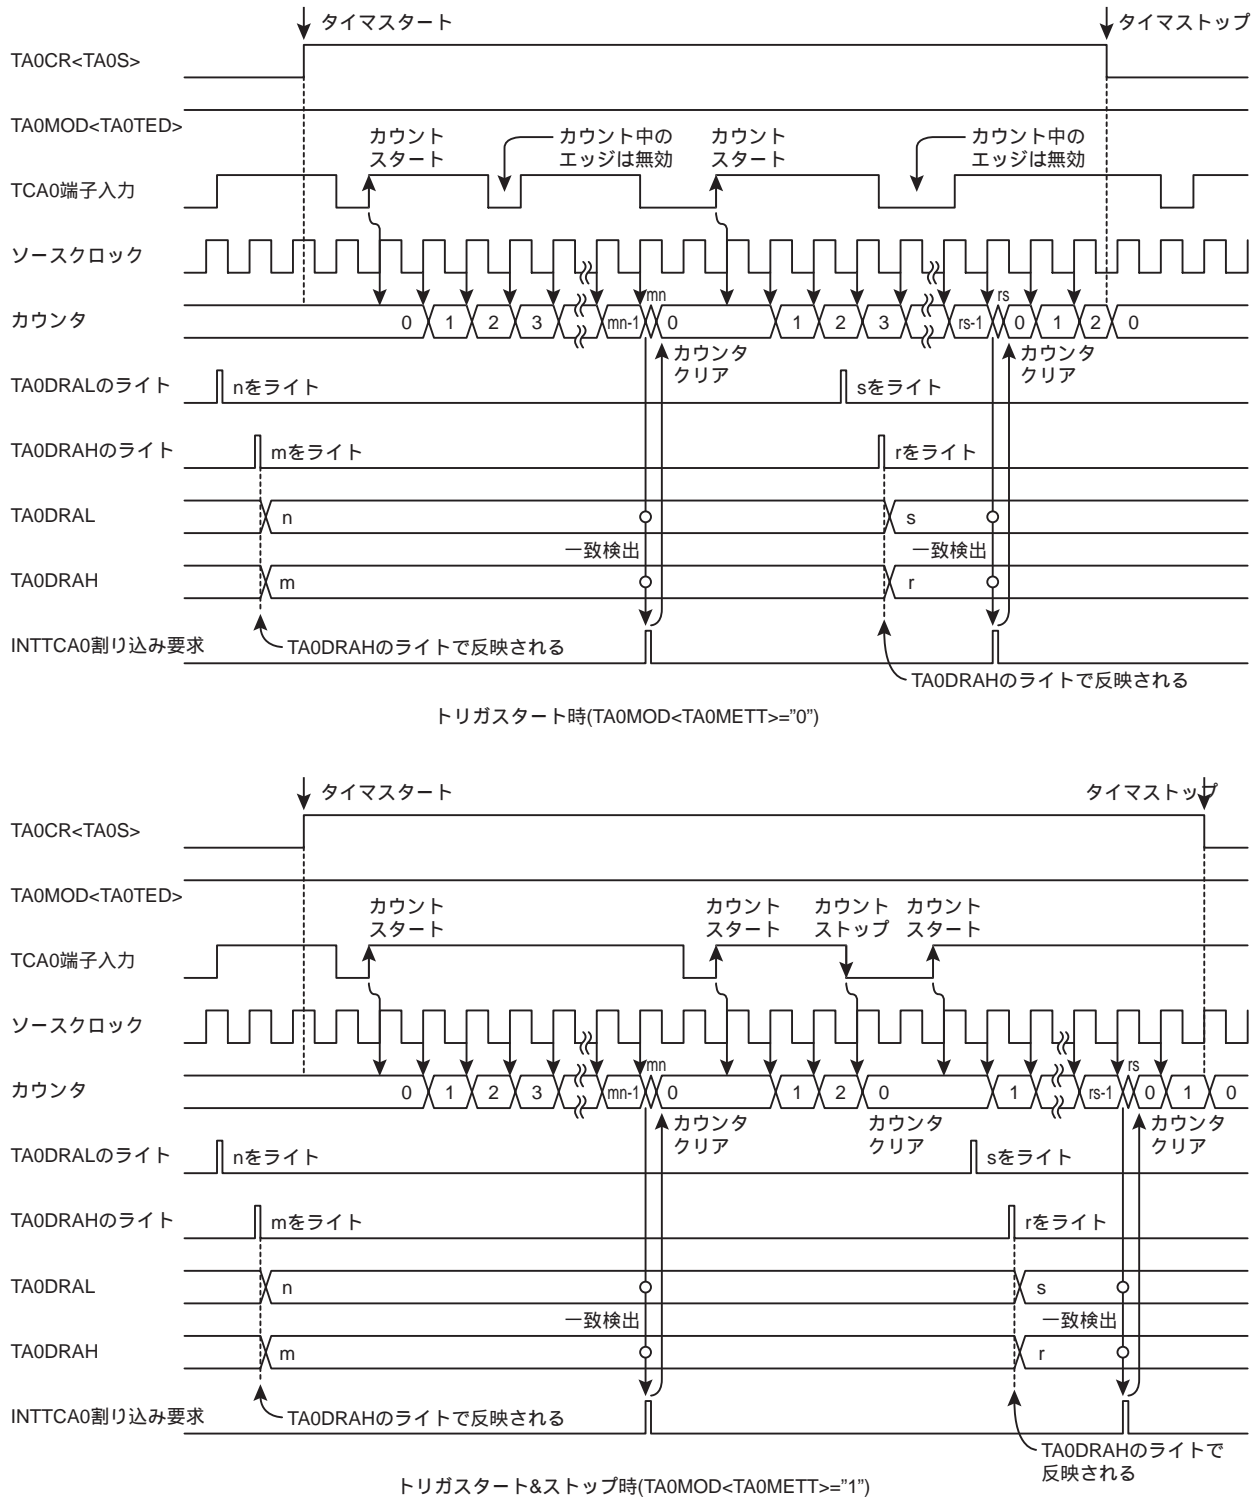 タイマスタート
タイマストップ
TA0CR<TA0S>
TA0MOD<TA0TED>
カウント
スタート
カウント中の
エッジは無効
カウント
スタート
カウント中の
エッジは無効
TCA0端子入力
ソースクロック
カウンタ
0 1 2 3 mn-1 mn 0 1 2 3 rs-1 rs 0 1 2 0
カウンタ
クリア
カウンタ
クリア
TA0DRALのライト
nをライト
sをライト
TA0DRAHのライト
mをライト
rをライト
TA0DRAL
n
s
一致検出
一致検出
TA0DRAH
m
r
INTTCA0割り込み要求
TA0DRAHのライトで反映される
TA0DRAHのライトで反映される
トリガスタート時(TA0MOD<TA0METT>=”0”)
タイマスタート
タイマストップ
TA0CR<TA0S>
TA0MOD<TA0TED>
カウント
スタート
カウント
スタート
カウント
ストップ
カウント
スタート
TCA0端子入力
ソースクロック
カウンタ
0 1 2 3 mn-1 mn 0 1 2 0 1 rs-1 rs 0 1 0
カウンタ
クリア
カウンタ
クリア
カウンタ
クリア
TA0DRALのライト
nをライト
sをライト
TA0DRAHのライト
mをライト
rをライト
TA0DRAL
n
s
一致検出
一致検出
TA0DRAH
m
r
INTTCA0割り込み要求
TA0DRAHのライトで反映される
TA0DRAHのライトで
反映される
トリガスタート&ストップ時(TA0MOD<TA0METT>=”1”)